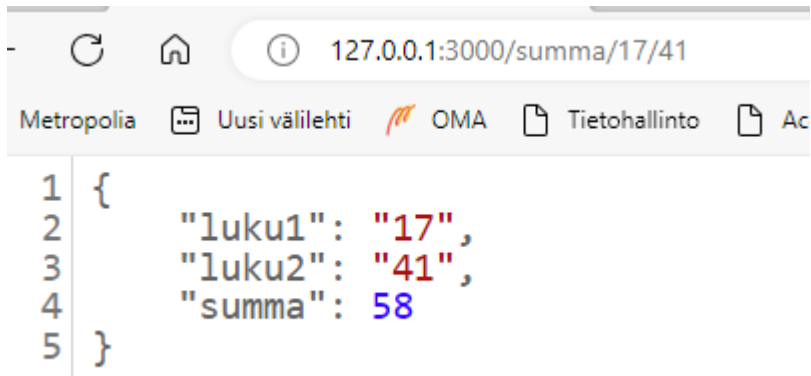 127.0.0.1:3000/summa/17/41
Metropolia Uusi välilehti OMA Tietohallinto Ac
1 {
2 "luku1": "17",
3 "luku2": "41",
4 "summa": 58
5 }